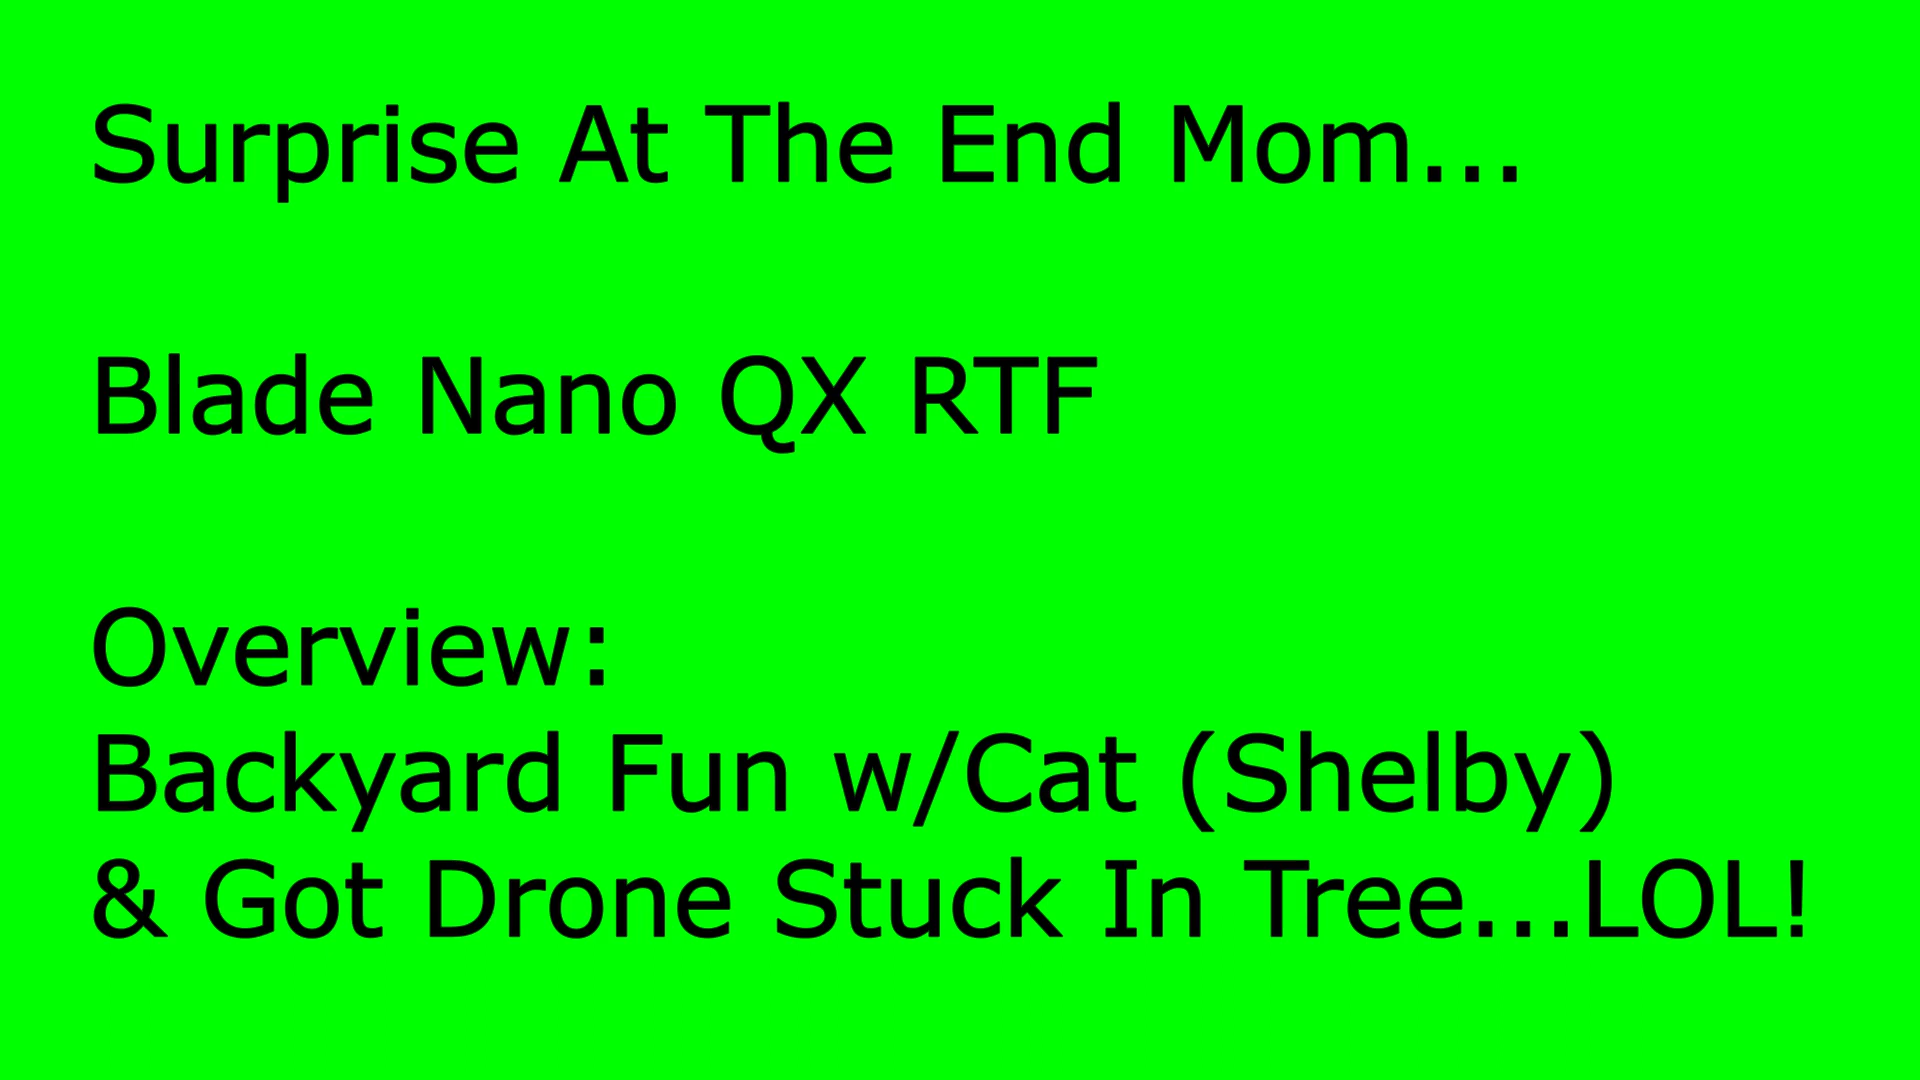 Surprise At The End Mom...
Blade Nano QX RTF
Overview:
Backyard Fun w/Cat (Shelby)
& Got Drone Stuck In Tree...LOL!